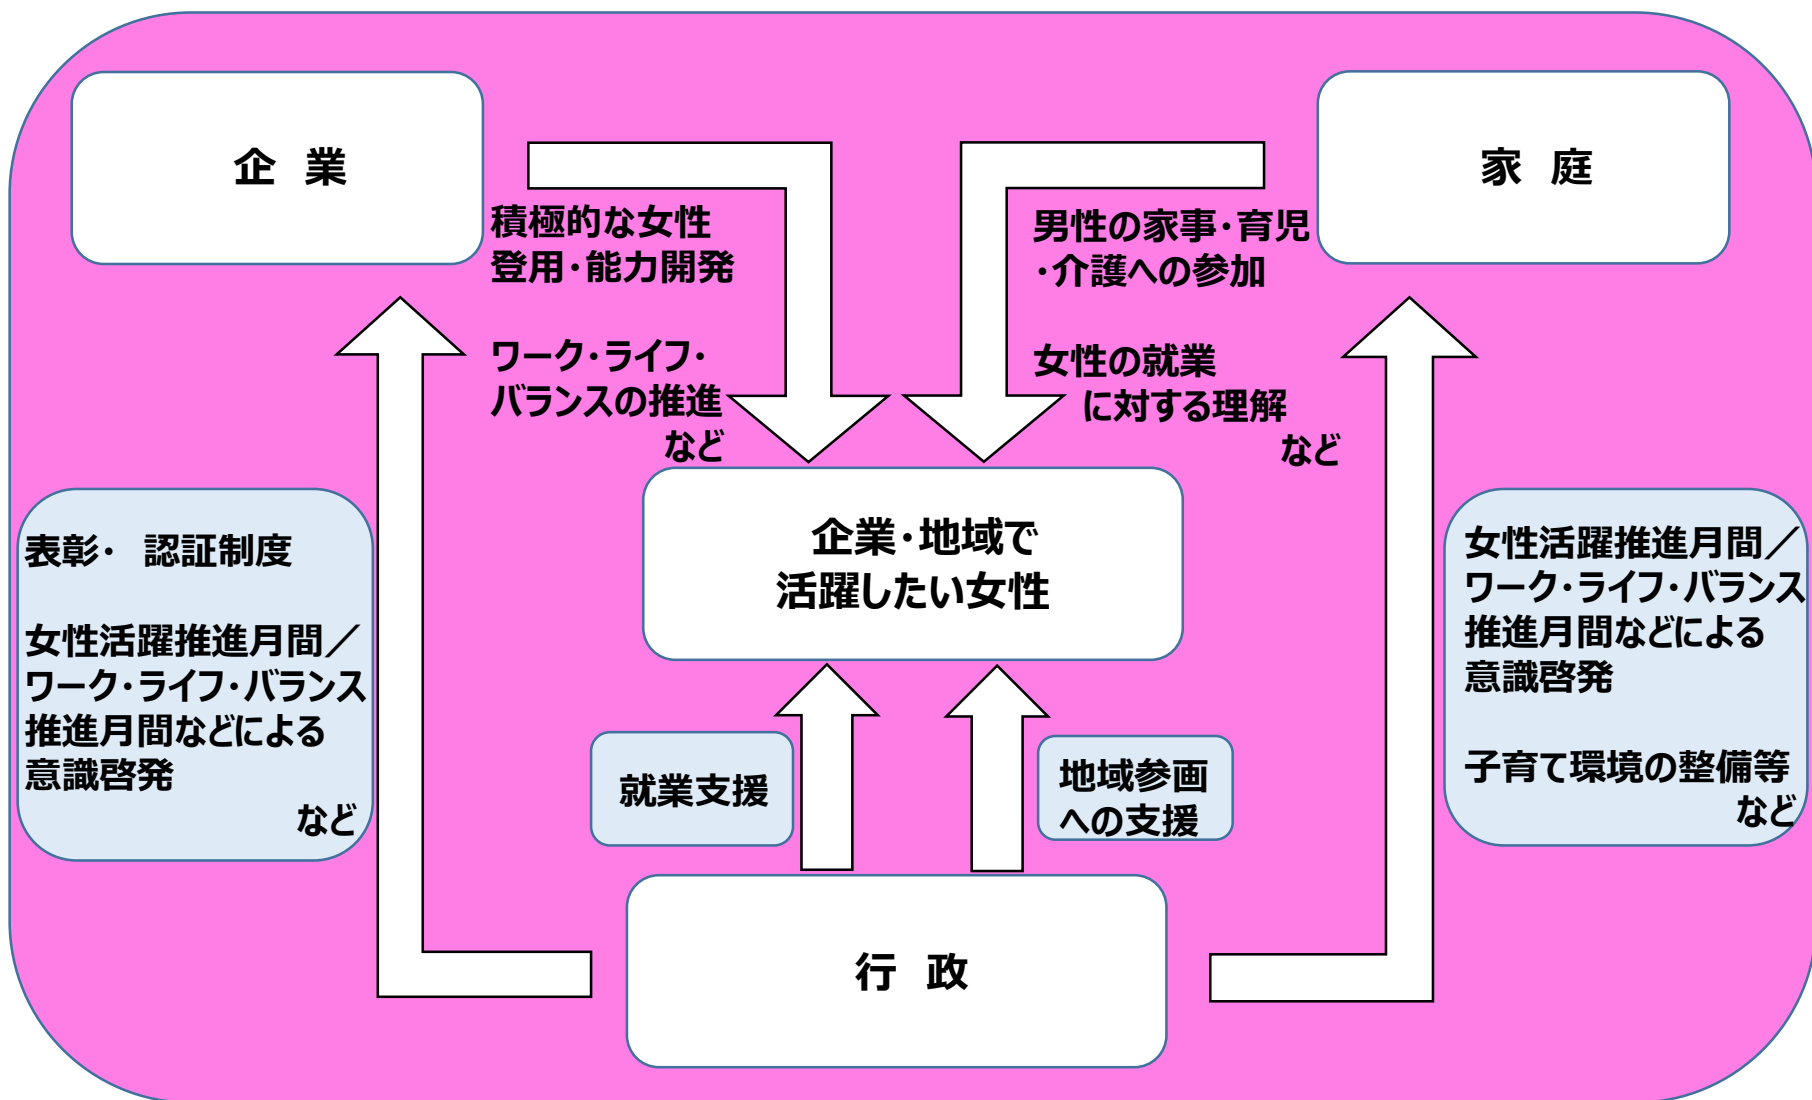 企　業
家　庭
積極的な女性
登用・能力開発
ワーク・ライフ・
バランスの推進
など
男性の家事・育児
・介護への参加
女性の就業
に対する理解
など
企業・地域で
活躍したい女性
表彰・　認証制度
女性活躍推進月間／
ワーク・ライフ・バランス
推進月間などによる
意識啓発
など
就業支援
地域参画
への支援
女性活躍推進月間／
ワーク・ライフ・バランス
推進月間などによる
意識啓発
子育て環境の整備等
など
行　政